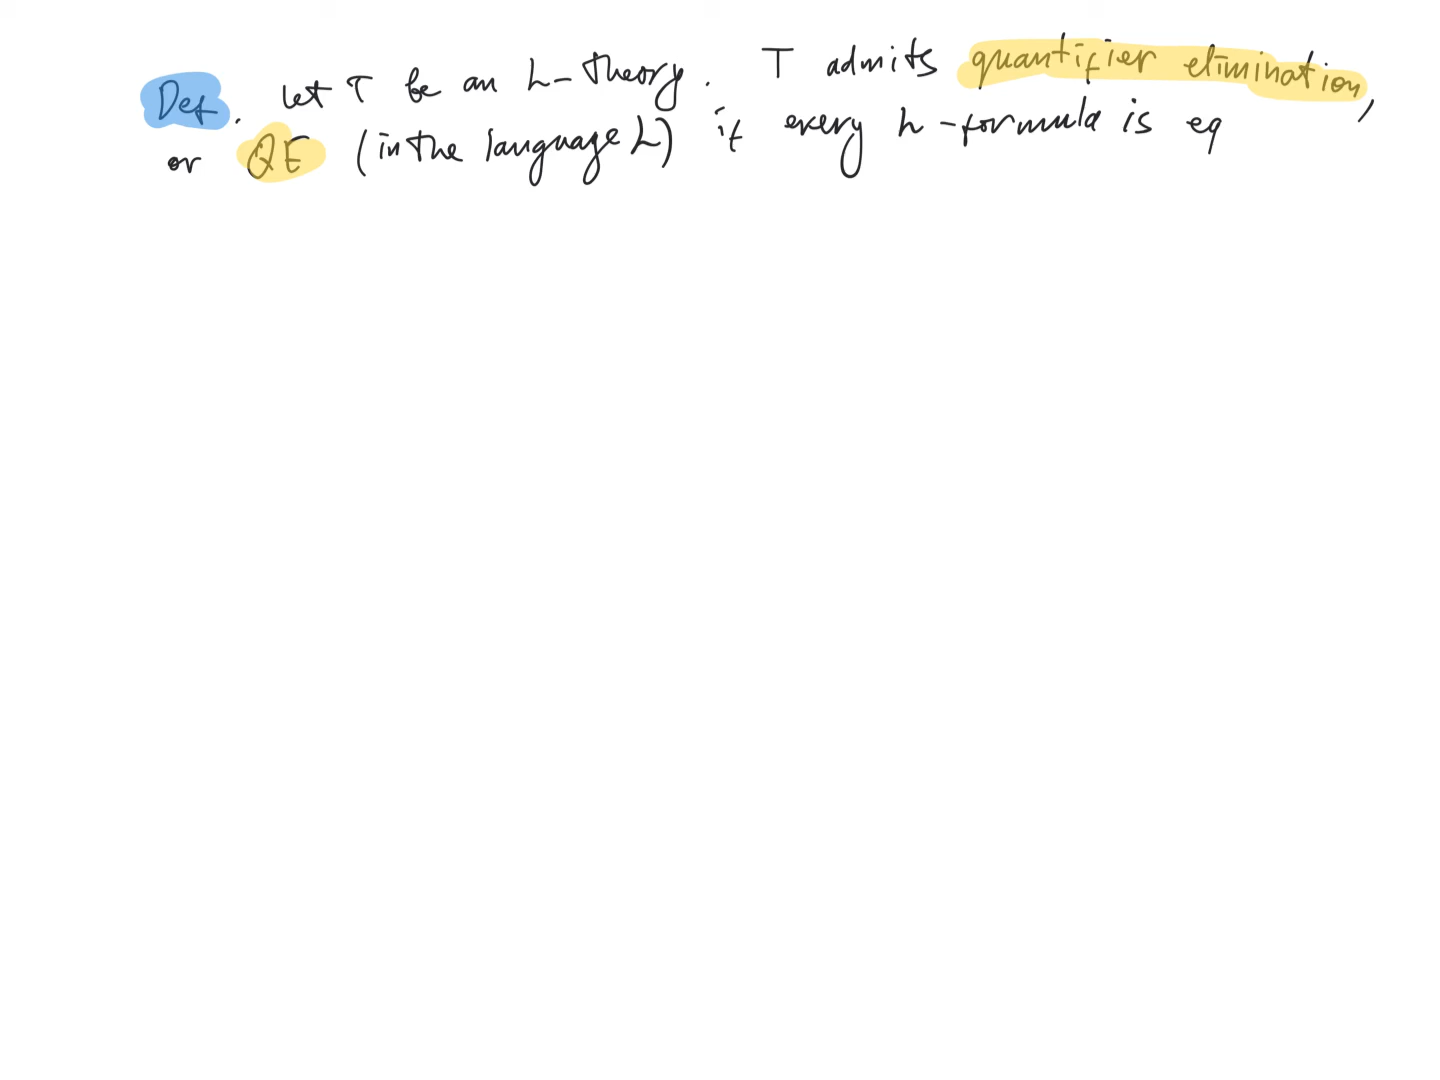 Def. Let T be an L-theory. T admits quantifier elimination,
or QE (in the language L) if every L-formula is eq